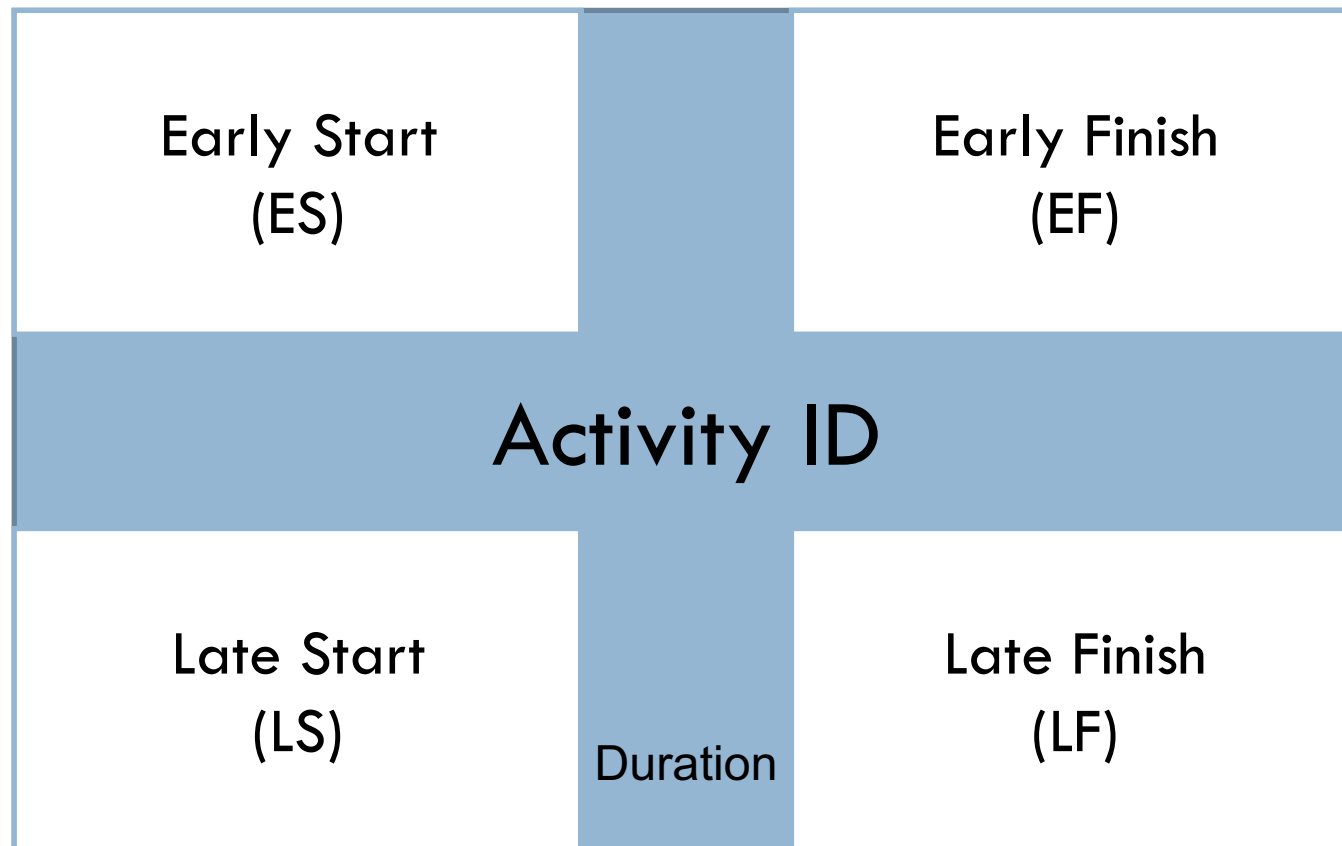 Early Start
(ES)
Early Finish
(EF)
Activity ID
Late Start
(LS)
Duration
Late Finish
(LF)